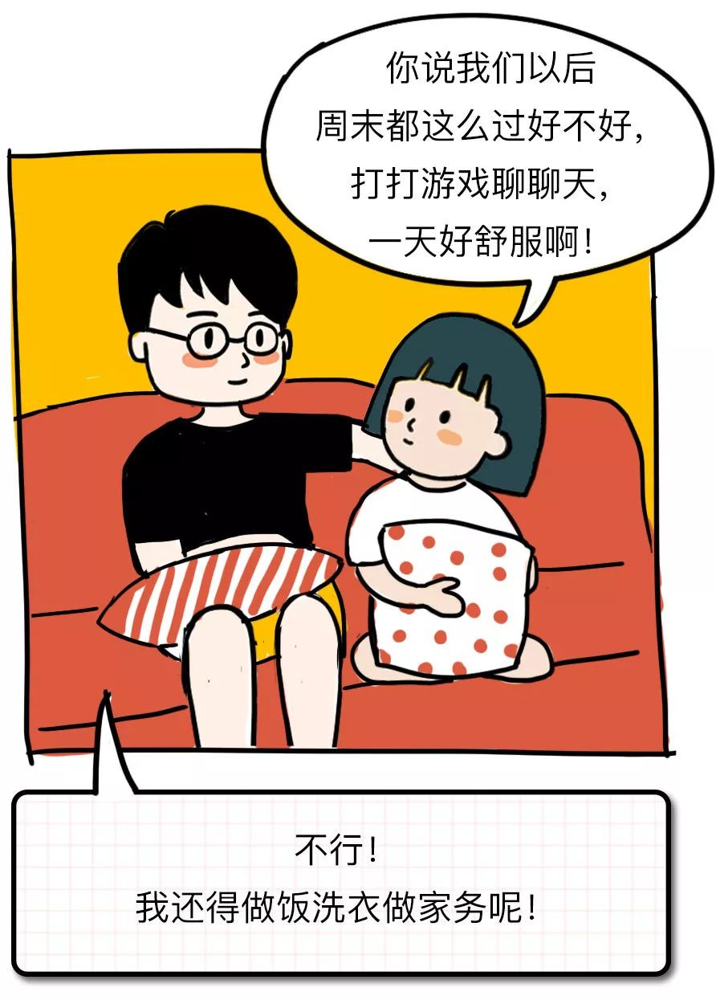 你说我们以后
周末都这么过好不好，
打打游戏聊聊天，
一天好舒服啊！
不行！
我还得做饭洗衣做家务呢！